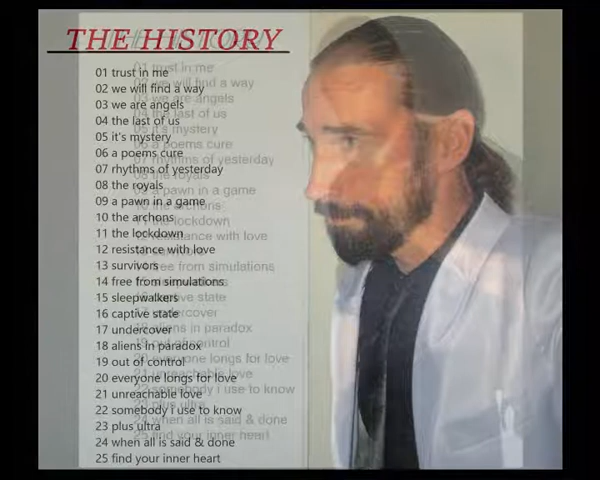 THE HISTORY
01 trust in me
02 we will find a way
03 we are angels
04 the last of us
05 it's mystery
06 a poems cure
07 rhythms of yesterday
08 the royals
09 a pawn in a game
10 the archons
11 the lockdown
12 resistance with love
13 survivors
14 free from simulations
15 sleepwalkers
16 captive state
17 undercover
18 aliens in paradox
19 out of control
20 everyone longs for love
21 unreachable love
22 somebody i use to know
23 plus ultra
24 when all is said & done
25 find your inner heart